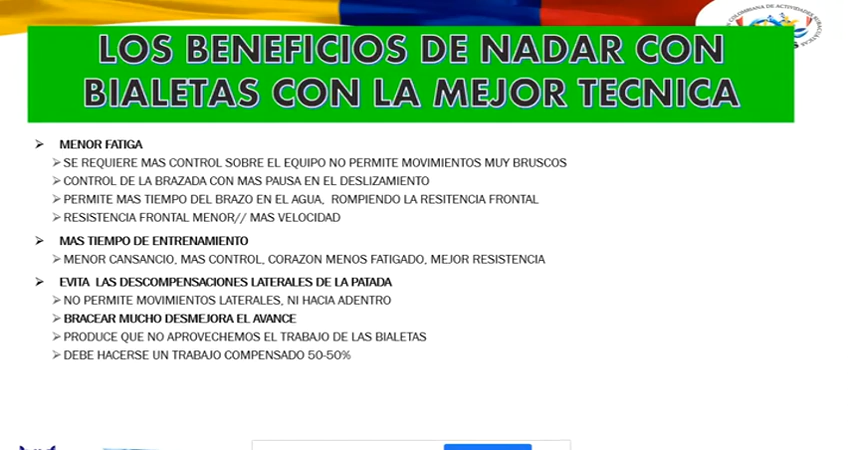 COLOMBIANA DE ACTIVIDADES SUBACUÁTICAS
LOS BENEFICIOS DE NADAR CON
BIALETAS CON LA MEJOR TECNICA
➤ MENOR FATIGA
➤ SE REQUIERE MAS CONTROL SOBRE EL EQUIPO NO PERMITE MOVIMIENTOS MUY BRUSCOS
➤ CONTROL DE LA BRAZADA CON MAS PAUSA EN EL DESLIZAMIENTO
➤ PERMITE MAS TIEMPO DEL BRAZO EN EL AGUA, ROMPIENDO LA RESITENCIA FRONTAL
➤ RESISTENCIA FRONTAL MENOR// MAS VELOCIDAD
➤ MAS TIEMPO DE ENTRENAMIENTO
➤ MENOR CANSANCIO, MAS CONTROL, CORAZON MENOS FATIGADO, MEJOR RESISTENCIA
➤ EVITA LAS DESCOMPENSACIONES LATERALES DE LA PATADA
➤ NO PERMITE MOVIMIENTOS LATERALES, NI HACIA ADENTRO
➤ BRACEAR MUCHO DESMEJORA EL AVANCE
➤ PRODUCE QUE NO APROVECHEMOS EL TRABAJO DE LAS BIALETAS
➤ DEBE HACERSE UN TRABAJO COMPENSADO 50-50%